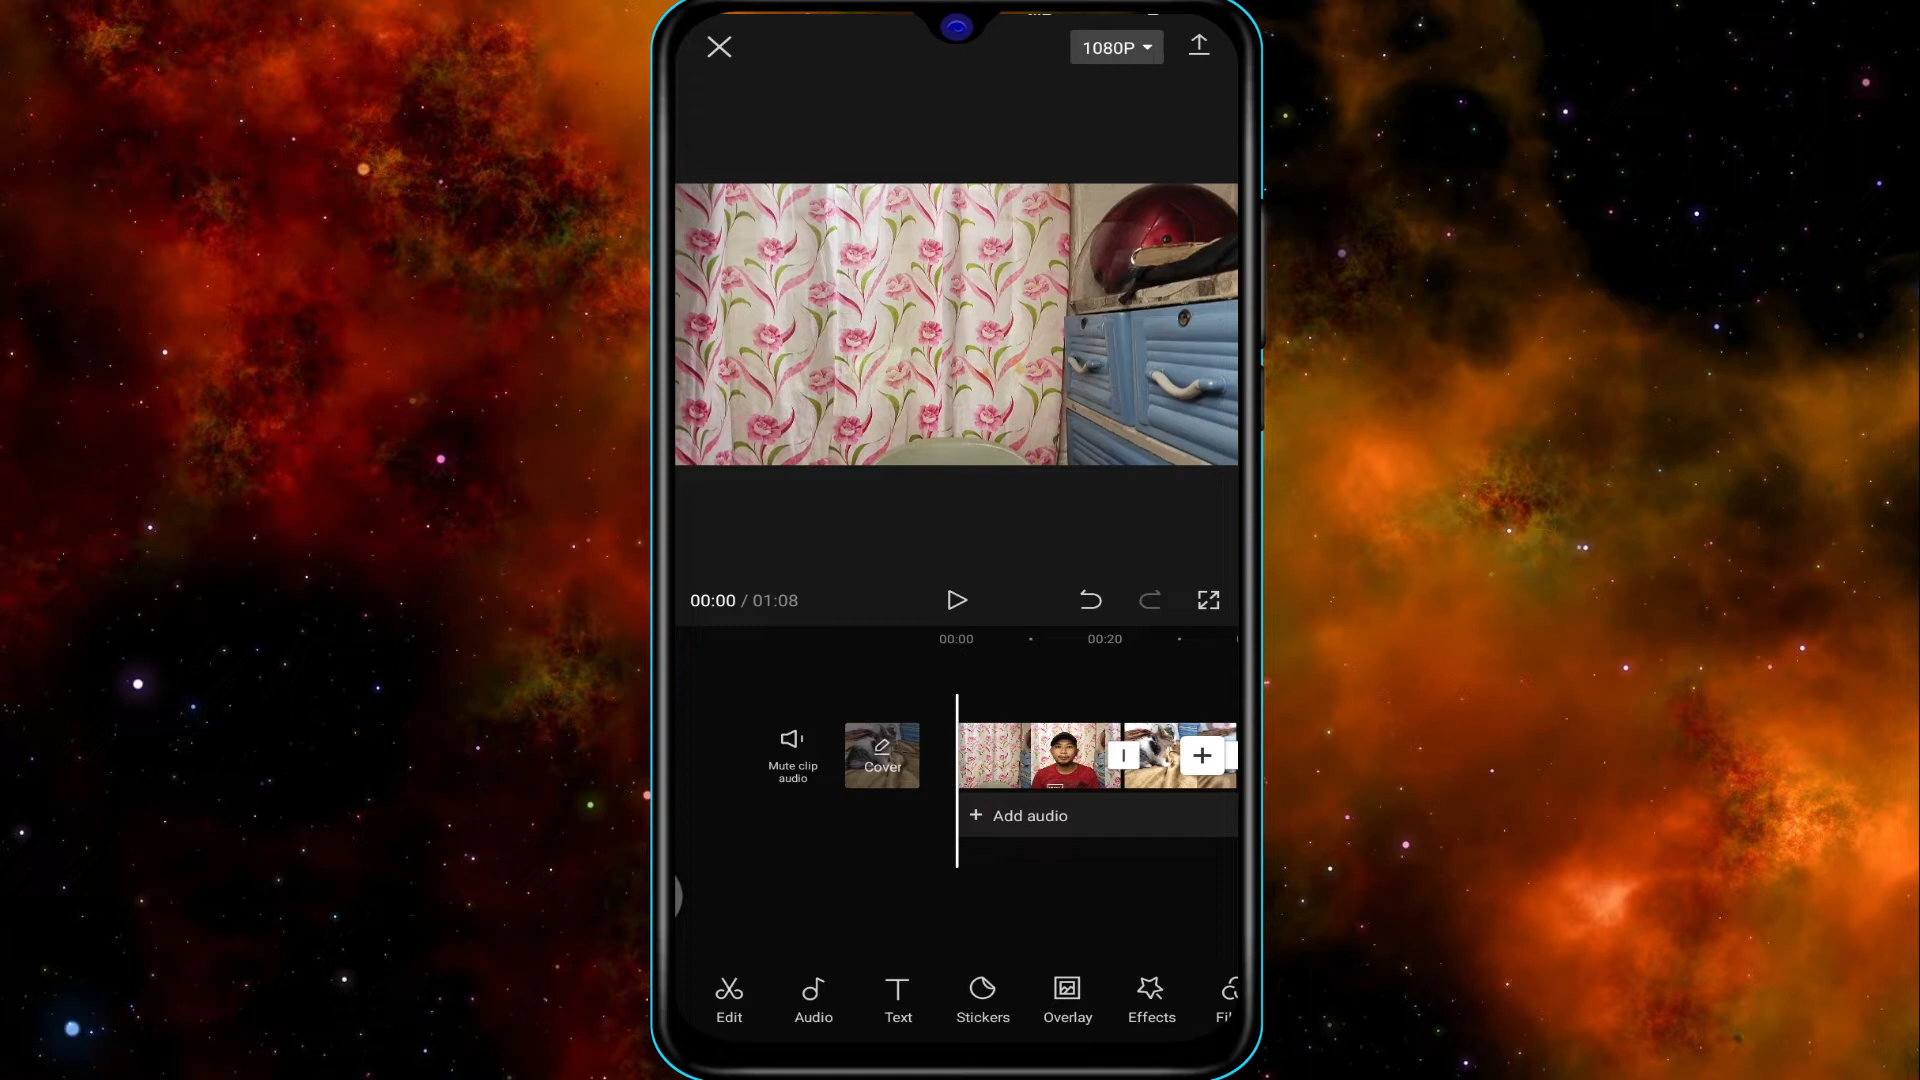 1080P
00:00 / 01:08
00:00
00:20
Mute clip
audio
Cover
Add audio
Edit
Audio
Text
Stickers
Overlay
Effects
Fil